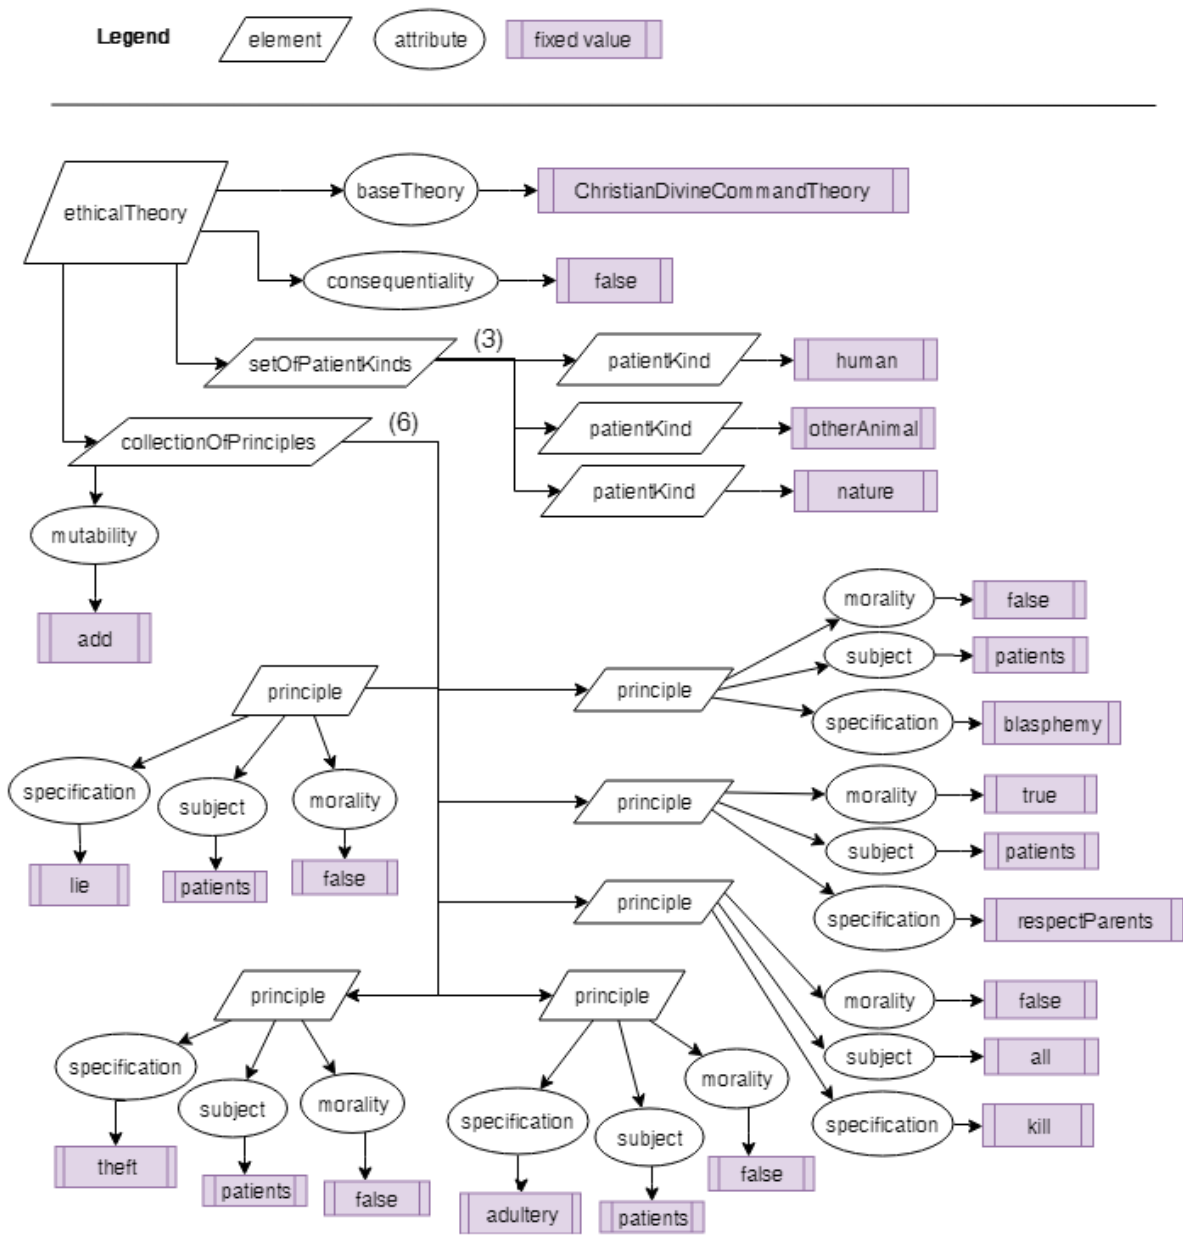 Legend
element
attribute
fixed value
ethicalTheory
baseTheory
ChristianDivineCommandTheory
consequentiality
false
setOfPatientKinds
(3)
patientKind
human
patientKind
otherAnimal
patientKind
nature
collectionOfPrinciples
(6)
mutability
add
principle
specification
subject
morality
lie
patients
false
principle
morality
false
subject
patients
specification
blasphemy
principle
morality
true
subject
patients
specification
respectParents
principle
morality
false
subject
all
specification
kill
principle
specification
subject
morality
theft
patients
false
principle
specification
subject
morality
adultery
patients
false